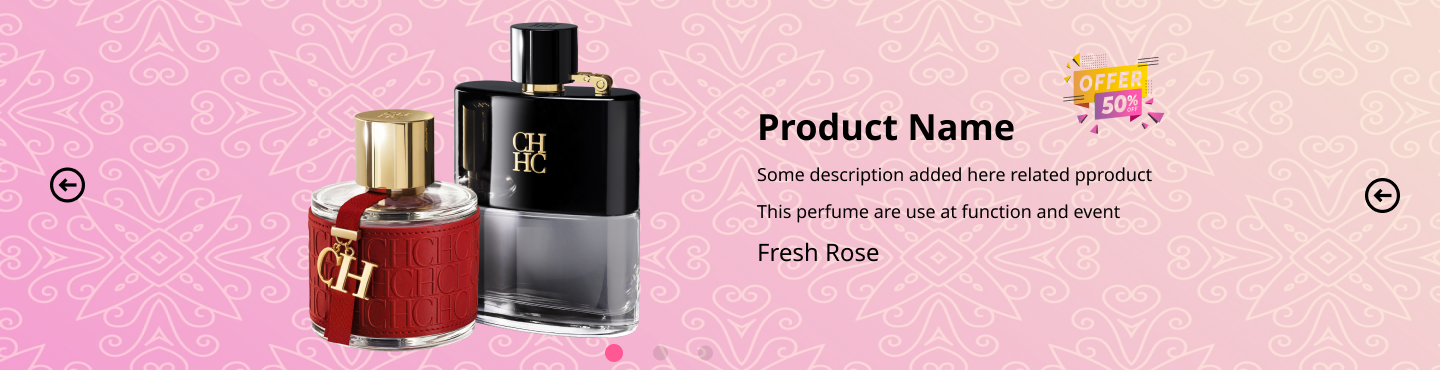 CH
HC
CH
OFFER
50%
OFF
Product Name
Some description added here related pproduct
This perfume are use at function and event
Fresh Rose